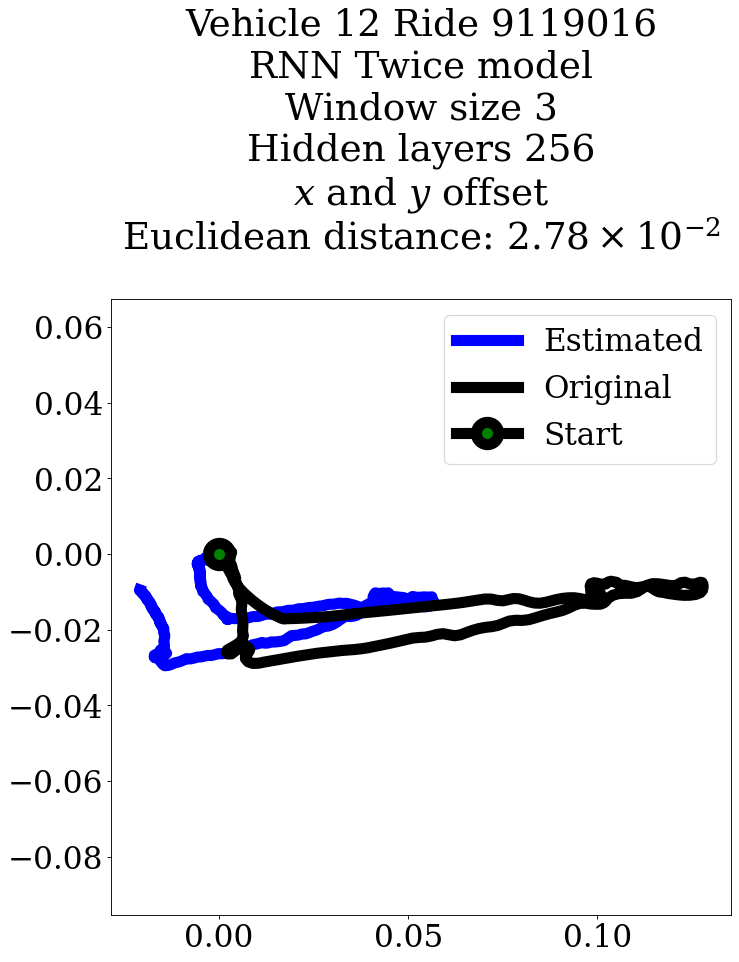 Vehicle 12 Ride 9119016
RNN Twice model
Window size 3
Hidden layers 256
x and y offset
Euclidean distance: 2.78 × 10⁻²
Estimated
Original
Start
0.06
0.04
0.02
0.00
−0.02
−0.04
−0.06
−0.08
0.00 0.05 0.10